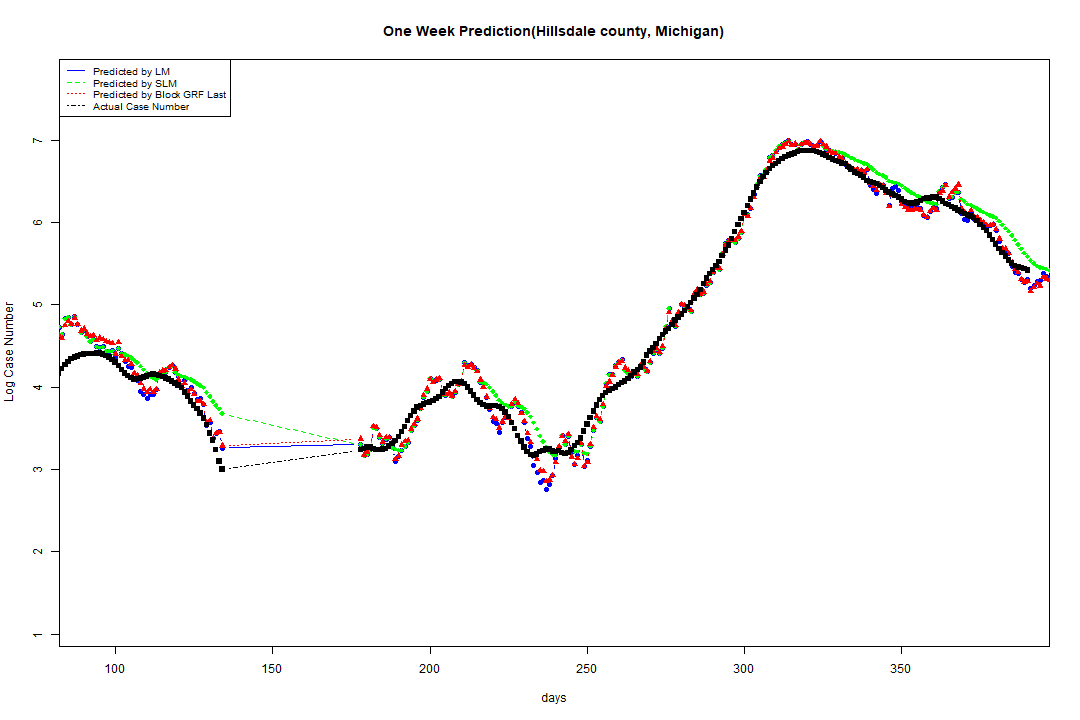 One Week Prediction(Hillsdale county, Michigan)
Predicted by LM
Predicted by SLM
Predicted by Block GRF Last
Actual Case Number
7
6
5
4
3
2
1
Log Case Number
100 150 200 250 300 350
days